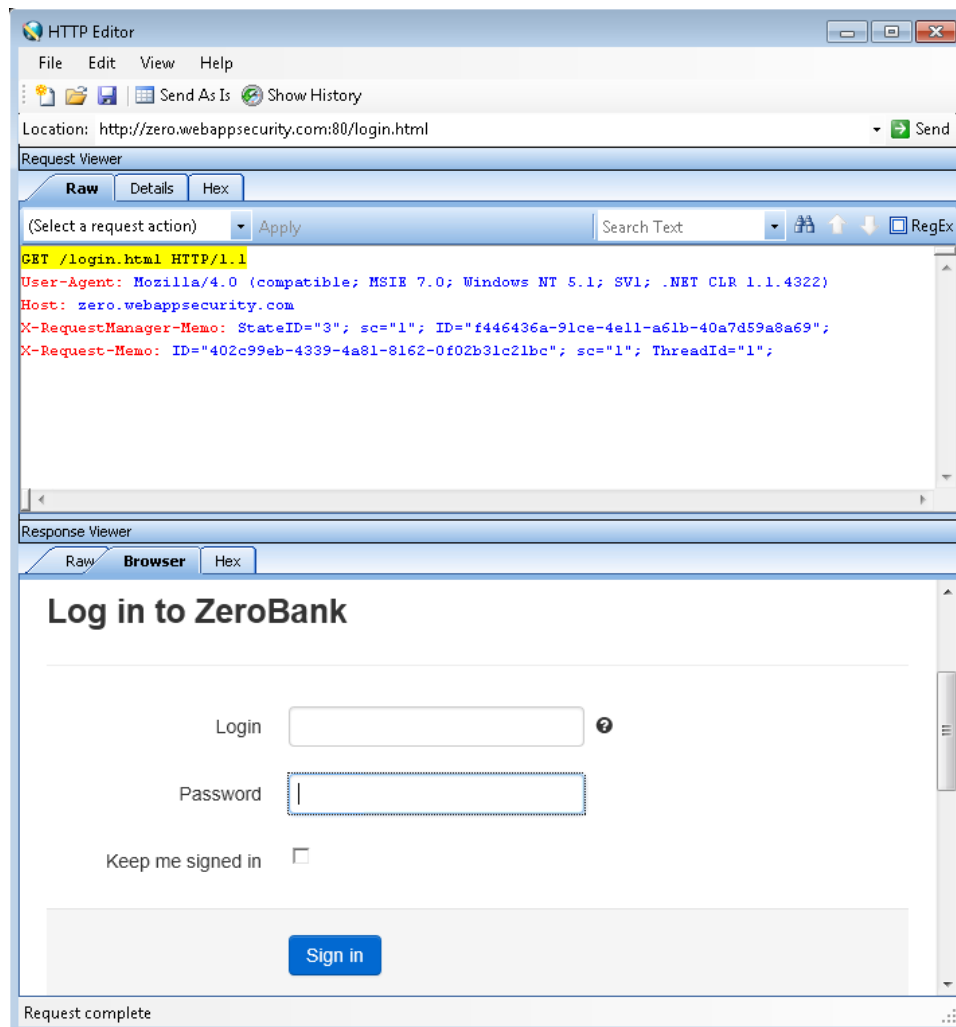 HTTP Editor
File Edit View Help
Send As Is Show History
Location: http://zero.webappsecurity.com:80/login.html Send
Request Viewer
Raw Details Hex
(Select a request action) Apply Search Text RegEx
GET /login.html HTTP/1.1
User-Agent: Mozilla/4.0 (compatible; MSIE 7.0; Windows NT 5.1; SV1; .NET CLR 1.1.4322)
Host: zero.webappsecurity.com
X-RequestManager-Memo: StateID="3"; sc="1"; ID="f446436a-91ce-4e11-a61b-40a7d59a8a69";
X-Request-Memo: ID="402c99eb-4339-4a81-8162-0f02b31c21bc"; sc="1"; ThreadId="1";
Response Viewer
Raw Browser Hex
Log in to ZeroBank
Login
Password
Keep me signed in
Sign in
Request complete